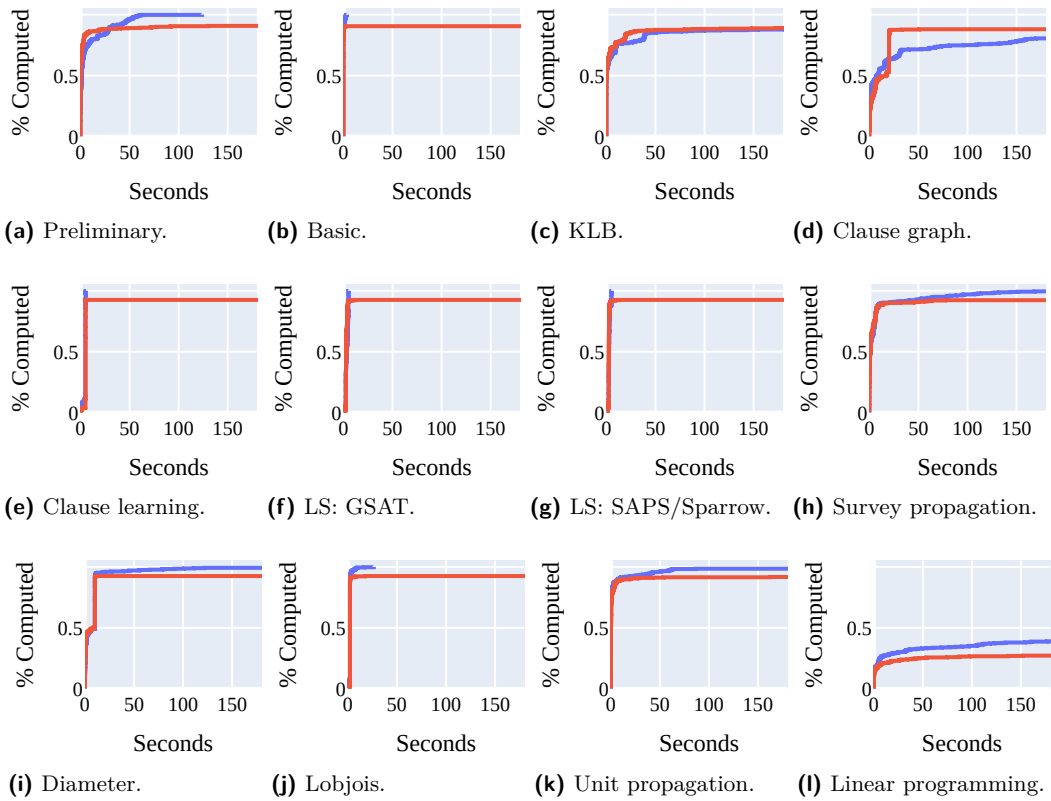 % Computed % Computed % Computed % Computed
0.5 0.5 0.5 0.5
0 0 0 0
0 50 100 150 0 50 100 150 0 50 100 150 0 50 100 150
Seconds Seconds Seconds Seconds
(a) Preliminary. (b) Basic. (c) KLB. (d) Clause graph.
% Computed % Computed % Computed % Computed
0.5 0.5 0.5 0.5
0 0 0 0
0 50 100 150 0 50 100 150 0 50 100 150 0 50 100 150
Seconds Seconds Seconds Seconds
(e) Clause learning. (f) LS: GSAT. (g) LS: SAPS/Sparrow. (h) Survey propagation.
% Computed % Computed % Computed % Computed
0.5 0.5 0.5 0.5
0 0 0 0
0 50 100 150 0 50 100 150 0 50 100 150 0 50 100 150
Seconds Seconds Seconds Seconds
(i) Diameter. (j) Lobjois. (k) Unit propagation. (l) Linear programming.